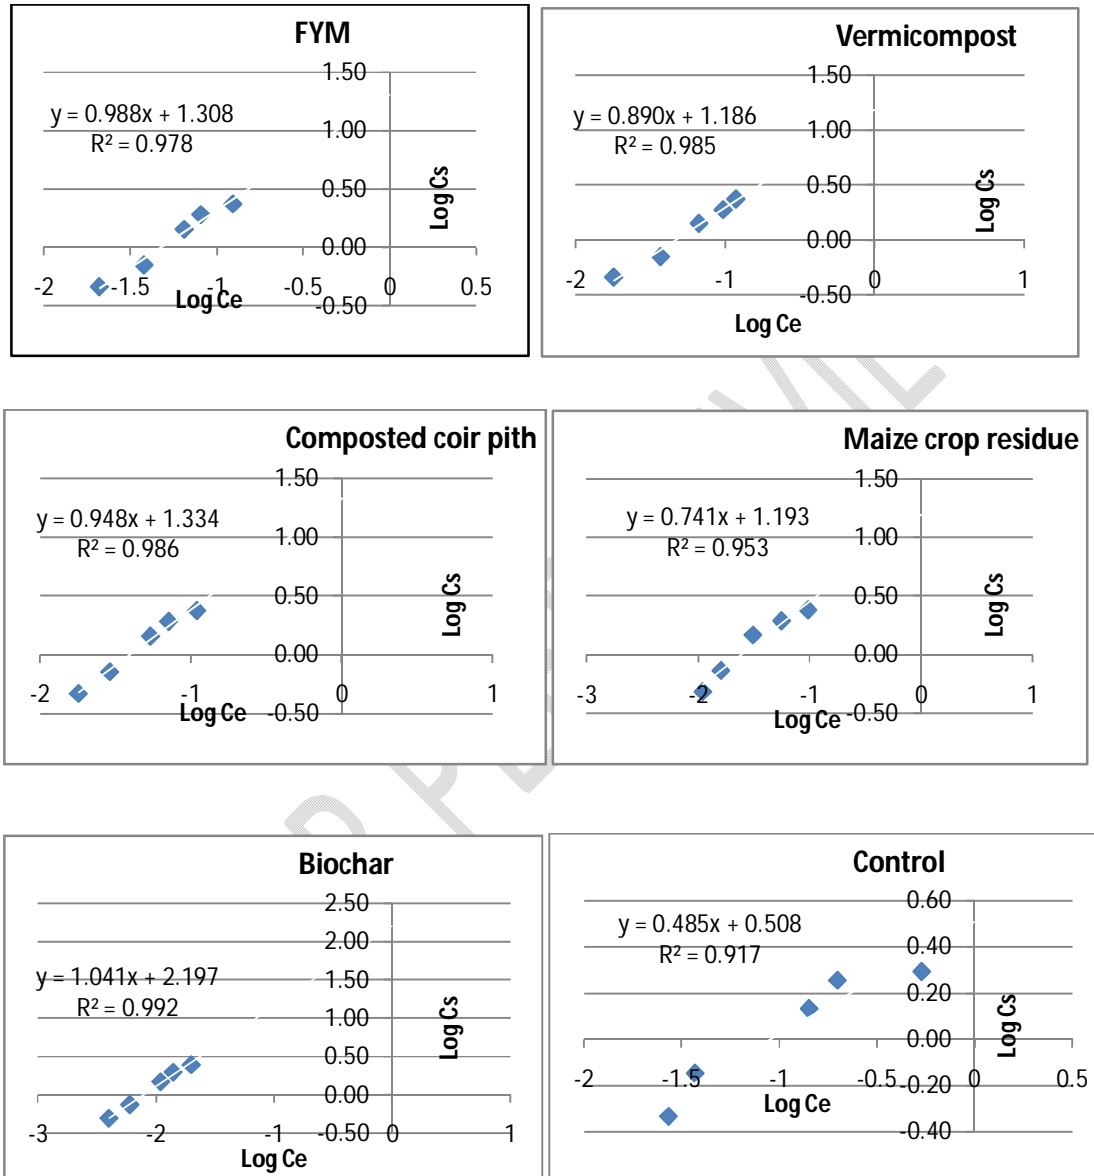 FYM
1.50
y = 0.988x + 1.308
R² = 0.978
1.00
0.50
0.00
-0.50
-2 -1.5 -1 -0.5 0 0.5
Log Ce
Log Cs
Vermicompost
1.50
y = 0.890x + 1.186
R² = 0.985
1.00
0.50
0.00
-0.50
-2 -1 0 1
Log Ce
Log Cs
Composted coir pith
1.50
y = 0.948x + 1.334
R² = 0.986
1.00
0.50
0.00
-0.50
-2 -1 0 1
Log Ce
Log Cs
Maize crop residue
1.50
y = 0.741x + 1.193
R² = 0.953
1.00
0.50
0.00
-0.50
-3 -2 -1 0 1
Log Ce
Log Cs
Biochar
2.50
2.00
y = 1.041x + 2.197
R² = 0.992
1.50
1.00
0.50
0.00
-0.50
-3 -2 -1 0 1
Log Ce
Log Cs
Control
0.60
y = 0.485x + 0.508
R² = 0.917
0.40
0.20
0.00
-0.20
-0.40
-2 -1.5 -1 -0.5 0 0.5
Log Ce
Log Cs